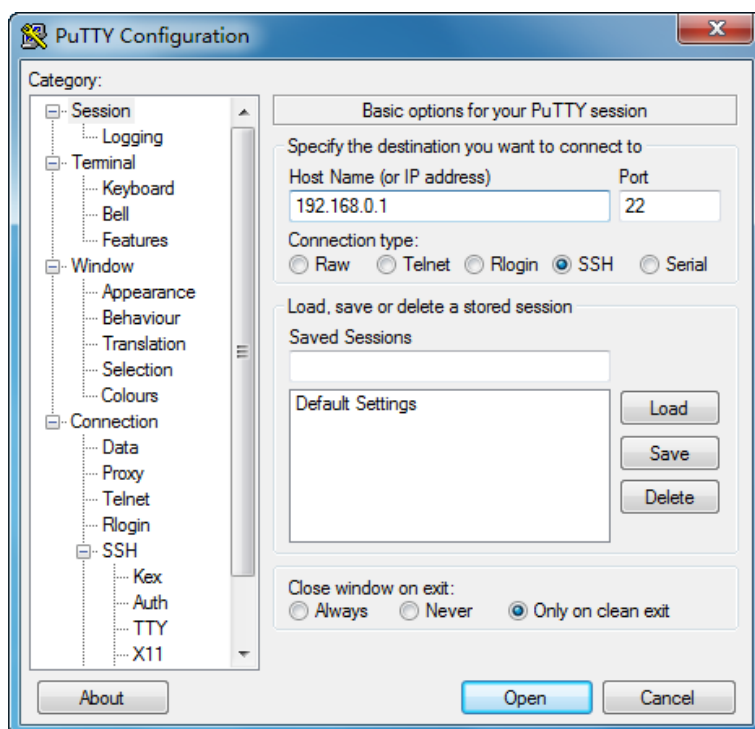 PuTTY Configuration
Category:
Session
Logging
Terminal
Keyboard
Bell
Features
Window
Appearance
Behaviour
Translation
Selection
Colours
Connection
Data
Proxy
Telnet
Rlogin
SSH
Kex
Auth
TTY
X11
Basic options for your PuTTY session
Specify the destination you want to connect to
Host Name (or IP address) Port
192.168.0.1 22
Connection type:
Raw Telnet Rlogin SSH Serial
Load, save or delete a stored session
Saved Sessions
Default Settings
Load
Save
Delete
Close window on exit:
Always Never Only on clean exit
About Open Cancel